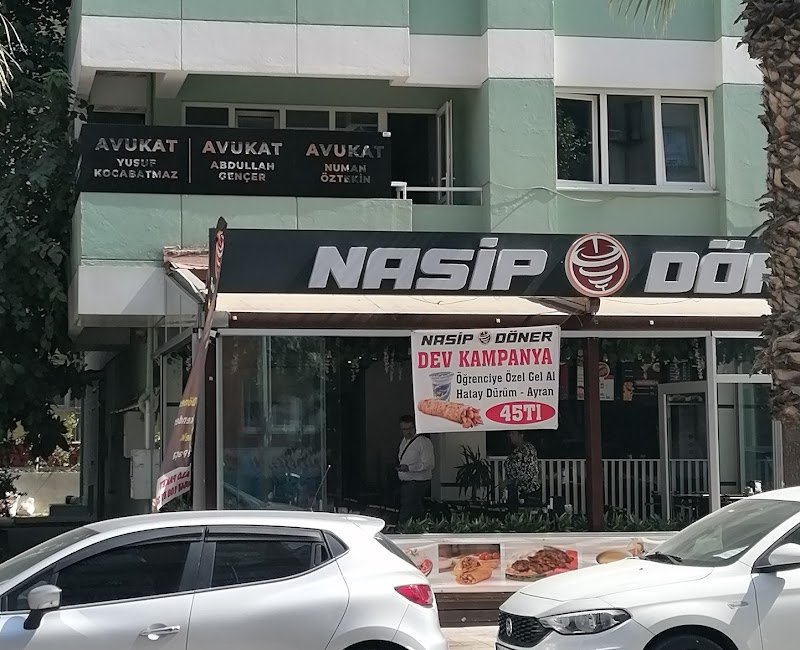 AVUKAT
YUSUF
KOCABATMAZ
AVUKAT
ABDULLAH
GENÇER
AVUKAT
NUMAN
ÖZTEKİN
NASİP DÖ
NASİP DÖNER
DEV KAMPANYA
Öğrenciye Özel Gel Al
Hatay Dürüm - Ayran
45Tl